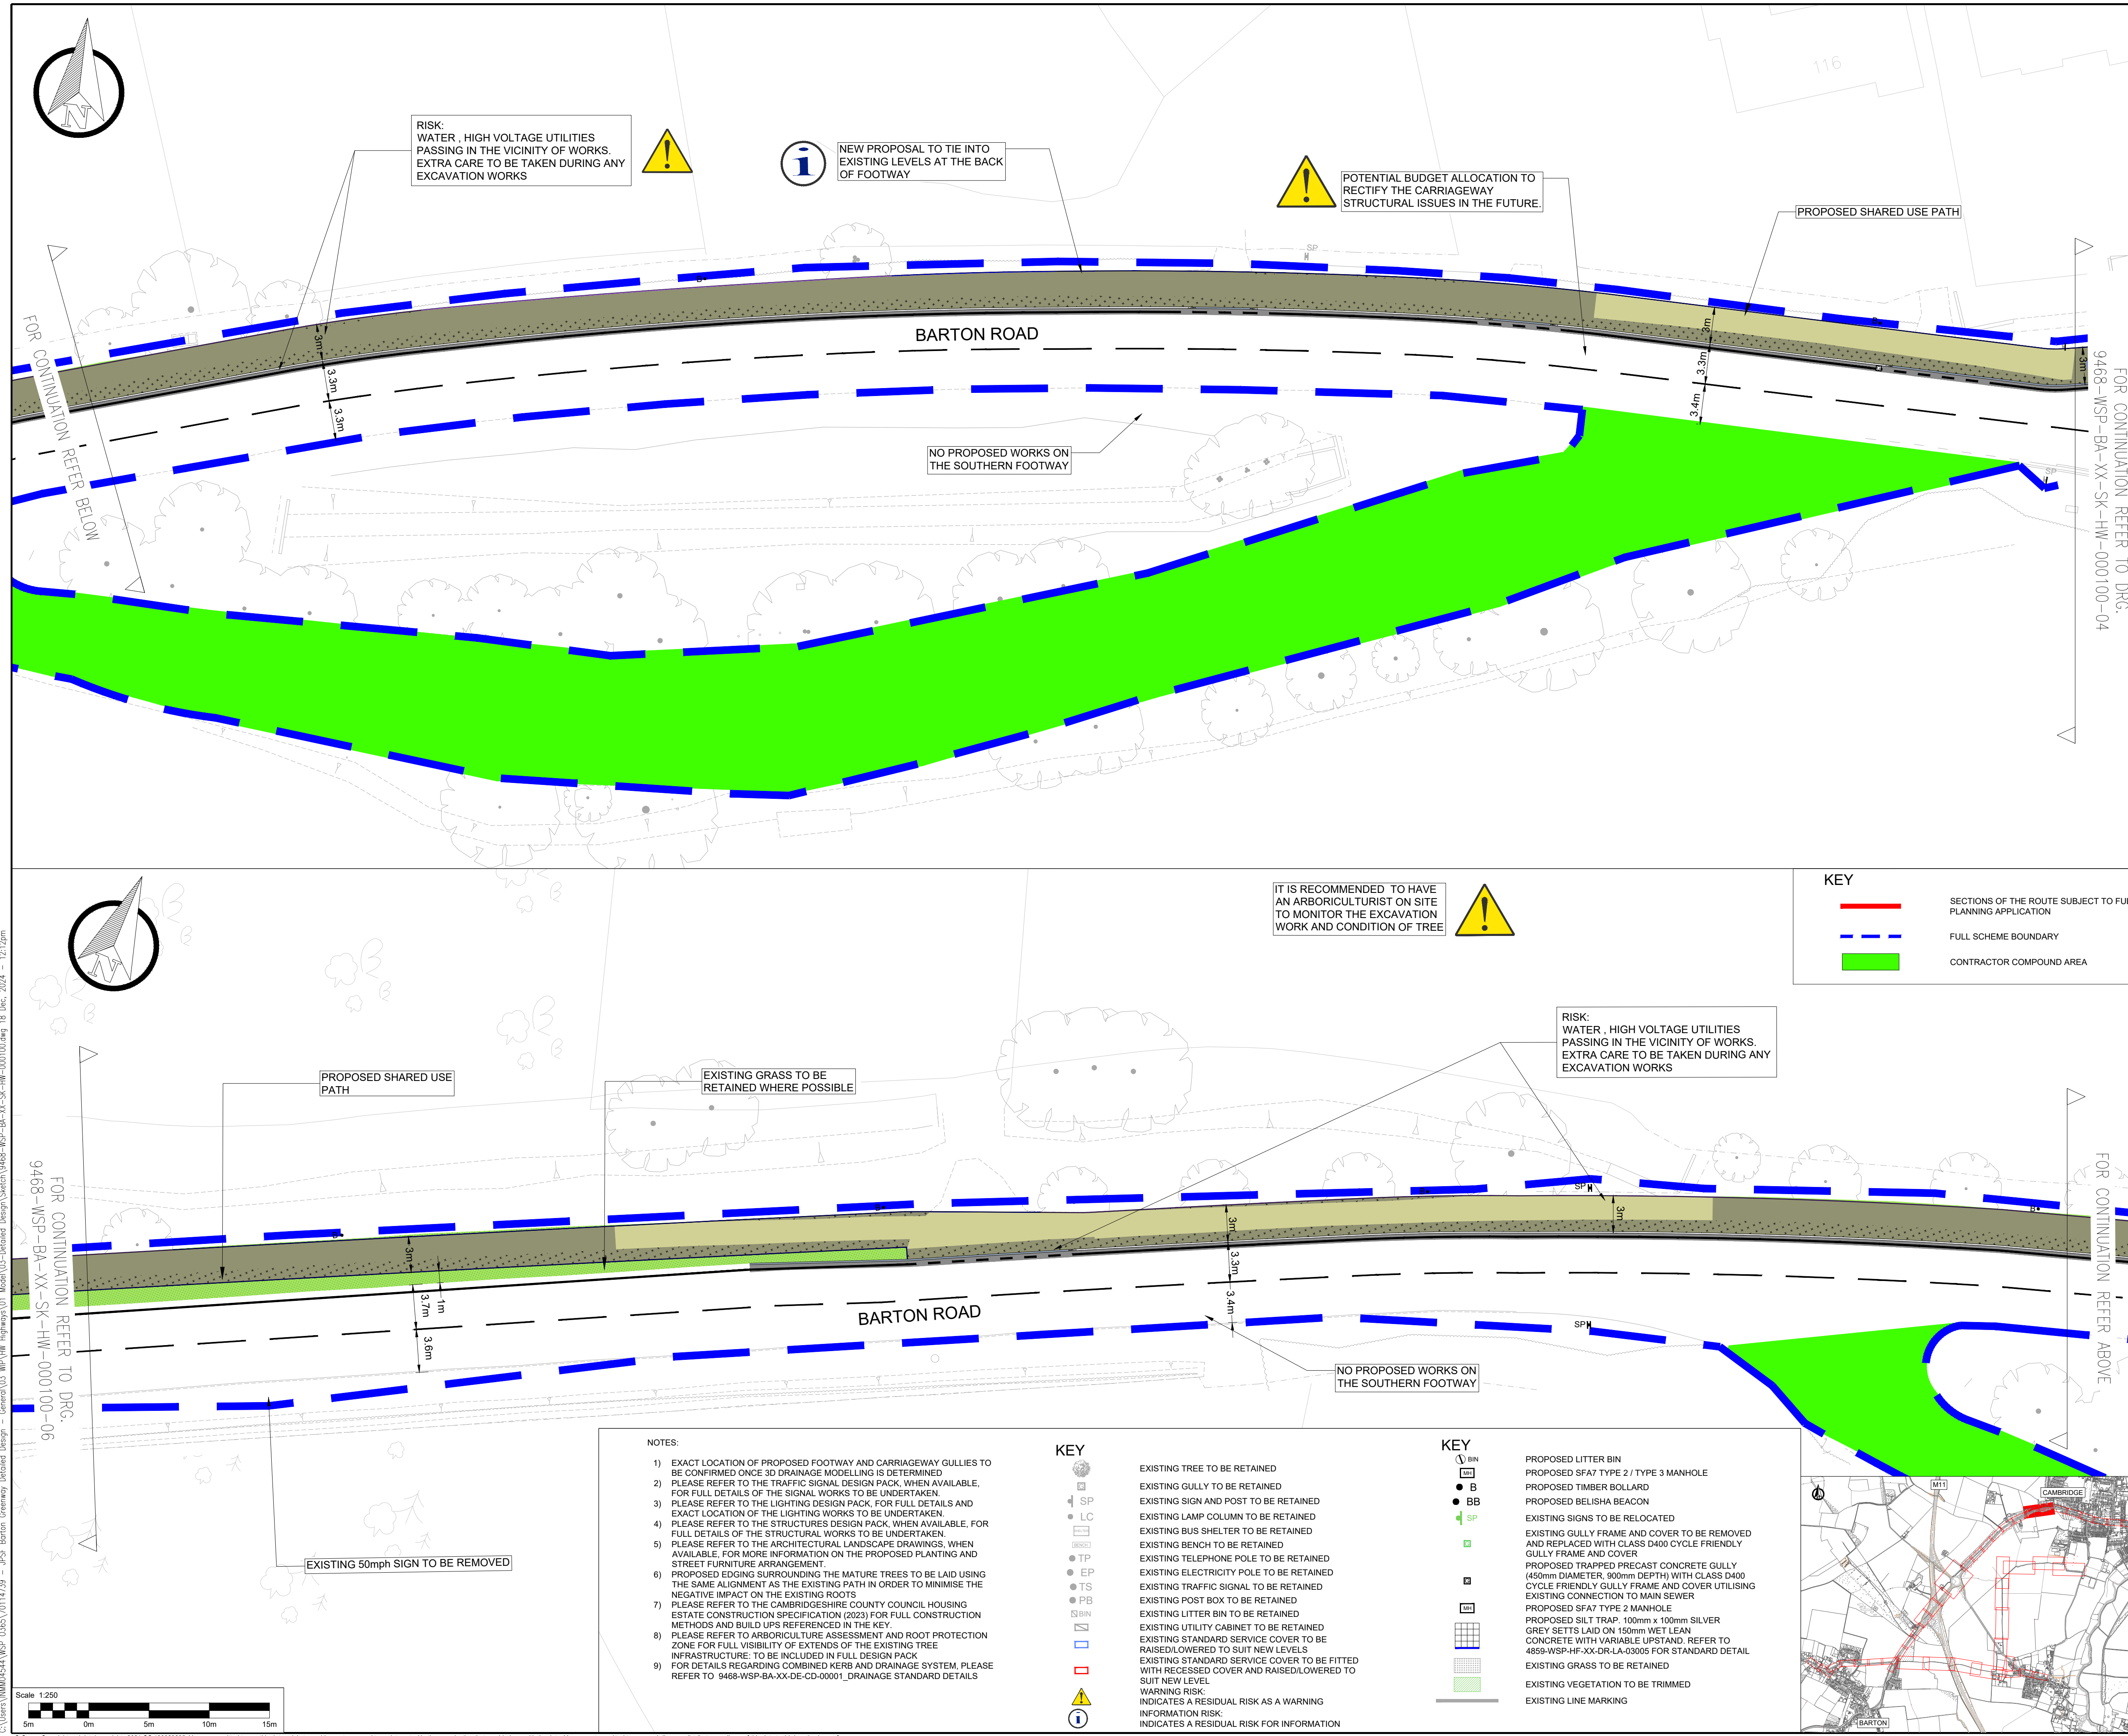 116
N
RISK:
WATER , HIGH VOLTAGE UTILITIES
PASSING IN THE VICINITY OF WORKS.
EXTRA CARE TO BE TAKEN DURING ANY
EXCAVATION WORKS
NEW PROPOSAL TO TIE INTO
EXISTING LEVELS AT THE BACK
OF FOOTWAY
POTENTIAL BUDGET ALLOCATION TO
RECTIFY THE CARRIAGEWAY
STRUCTURAL ISSUES IN THE FUTURE.
PROPOSED SHARED USE PATH
SP
B
B
BARTON ROAD
3m
3.3m
3.3m
3m
3.3m
3.4m
3m
SP
FOR CONTINUATION REFER BELOW
FOR CONTINUATION REFER TO DRG.
9468-WSP-BA-XX-SK-HW-000100-04
NO PROPOSED WORKS ON
THE SOUTHERN FOOTWAY
N
IT IS RECOMMENDED TO HAVE
AN ARBORICULTURIST ON SITE
TO MONITOR THE EXCAVATION
WORK AND CONDITION OF TREE
KEY
SECTIONS OF THE ROUTE SUBJECT TO FU
PLANNING APPLICATION
FULL SCHEME BOUNDARY
CONTRACTOR COMPOUND AREA
RISK:
WATER , HIGH VOLTAGE UTILITIES
PASSING IN THE VICINITY OF WORKS.
EXTRA CARE TO BE TAKEN DURING ANY
EXCAVATION WORKS
PROPOSED SHARED USE
PATH
EXISTING GRASS TO BE
RETAINED WHERE POSSIBLE
FOR CONTINUATION REFER TO DRG.
9468-WSP-BA-XX-SK-HW-000100-06
FOR CONTINUATION REFER ABOVE
B
B
B
B
SP
SP
3m
1m
3.7m
3.6m
3m
3.3m
3.4m
3m
BARTON ROAD
NO PROPOSED WORKS ON
THE SOUTHERN FOOTWAY
EXISTING 50mph SIGN TO BE REMOVED
NOTES:
1) EXACT LOCATION OF PROPOSED FOOTWAY AND CARRIAGEWAY GULLIES TO
BE CONFIRMED ONCE 3D DRAINAGE MODELLING IS DETERMINED
2) PLEASE REFER TO THE TRAFFIC SIGNAL DESIGN PACK, WHEN AVAILABLE,
FOR FULL DETAILS OF THE SIGNAL WORKS TO BE UNDERTAKEN.
3) PLEASE REFER TO THE LIGHTING DESIGN PACK, FOR FULL DETAILS AND
EXACT LOCATION OF THE LIGHTING WORKS TO BE UNDERTAKEN.
4) PLEASE REFER TO THE STRUCTURES DESIGN PACK, WHEN AVAILABLE, FOR
FULL DETAILS OF THE STRUCTURAL WORKS TO BE UNDERTAKEN.
5) PLEASE REFER TO THE ARCHITECTURAL LANDSCAPE DRAWINGS, WHEN
AVAILABLE, FOR MORE INFORMATION ON THE PROPOSED PLANTING AND
STREET FURNITURE ARRANGEMENT.
6) PROPOSED EDGING SURROUNDING THE MATURE TREES TO BE LAID USING
THE SAME ALIGNMENT AS THE EXISTING PATH IN ORDER TO MINIMISE THE
NEGATIVE IMPACT ON THE EXISTING ROOTS
7) PLEASE REFER TO THE CAMBRIDGESHIRE COUNTY COUNCIL HOUSING
ESTATE CONSTRUCTION SPECIFICATION (2023) FOR FULL CONSTRUCTION
METHODS AND BUILD UPS REFERENCED IN THE KEY.
8) PLEASE REFER TO ARBORICULTURE ASSESSMENT AND ROOT PROTECTION
ZONE FOR FULL VISIBILITY OF EXTENDS OF THE EXISTING TREE
INFRASTRUCTURE: TO BE INCLUDED IN FULL DESIGN PACK
9) FOR DETAILS REGARDING COMBINED KERB AND DRAINAGE SYSTEM, PLEASE
REFER TO 9468-WSP-BA-XX-DE-CD-00001_DRAINAGE STANDARD DETAILS
KEY
EXISTING TREE TO BE RETAINED
EXISTING GULLY TO BE RETAINED
SP EXISTING SIGN AND POST TO BE RETAINED
LC EXISTING LAMP COLUMN TO BE RETAINED
EXISTING BUS SHELTER TO BE RETAINED
BENCH EXISTING BENCH TO BE RETAINED
TP EXISTING TELEPHONE POLE TO BE RETAINED
EP EXISTING ELECTRICITY POLE TO BE RETAINED
TS EXISTING TRAFFIC SIGNAL TO BE RETAINED
PB EXISTING POST BOX TO BE RETAINED
BIN EXISTING LITTER BIN TO BE RETAINED
EXISTING UTILITY CABINET TO BE RETAINED
EXISTING STANDARD SERVICE COVER TO BE
RAISED/LOWERED TO SUIT NEW LEVELS
EXISTING STANDARD SERVICE COVER TO BE FITTED
WITH RECESSED COVER AND RAISED/LOWERED TO
SUIT NEW LEVEL
WARNING RISK:
INDICATES A RESIDUAL RISK AS A WARNING
INFORMATION RISK:
INDICATES A RESIDUAL RISK FOR INFORMATION
KEY
BIN PROPOSED LITTER BIN
MH PROPOSED SFA7 TYPE 2 / TYPE 3 MANHOLE
B PROPOSED TIMBER BOLLARD
BB PROPOSED BELISHA BEACON
SP EXISTING SIGNS TO BE RELOCATED
EXISTING GULLY FRAME AND COVER TO BE REMOVED
AND REPLACED WITH CLASS D400 CYCLE FRIENDLY
GULLY FRAME AND COVER
PROPOSED TRAPPED PRECAST CONCRETE GULLY
(450mm DIAMETER, 900mm DEPTH) WITH CLASS D400
CYCLE FRIENDLY GULLY FRAME AND COVER UTILISING
EXISTING CONNECTION TO MAIN SEWER
MH PROPOSED SFA7 TYPE 2 MANHOLE
PROPOSED SILT TRAP. 100mm x 100mm SILVER
GREY SETTS LAID ON 150mm WET LEAN
CONCRETE WITH VARIABLE UPSTAND. REFER TO
4859-WSP-HF-XX-DR-LA-03005 FOR STANDARD DETAIL
EXISTING GRASS TO BE RETAINED
EXISTING VEGETATION TO BE TRIMMED
EXISTING LINE MARKING
M11
CAMBRIDGE
BARTON
Scale 1:250
5m 0m 5m 10m 15m